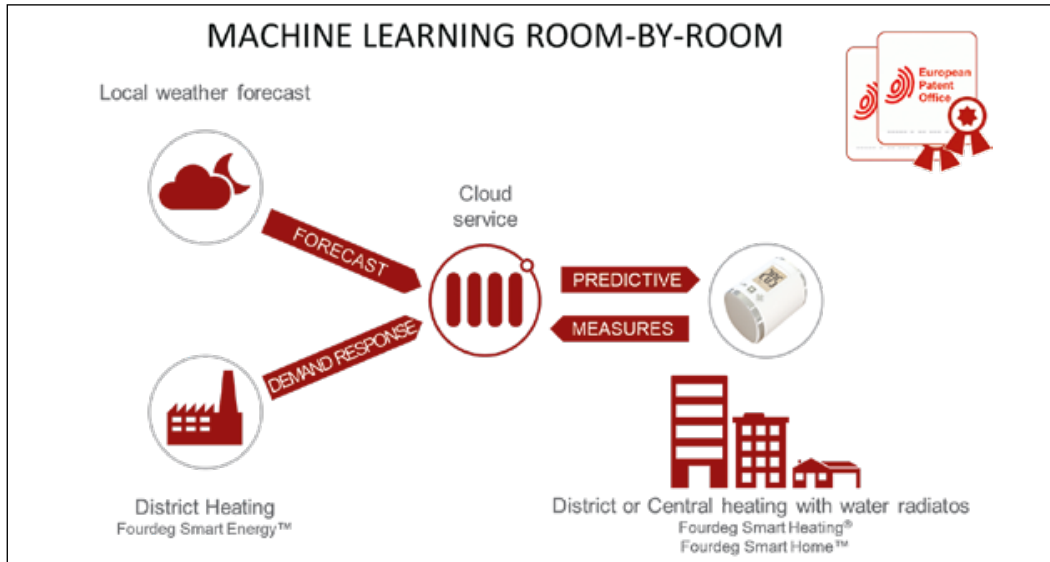 MACHINE LEARNING ROOM-BY-ROOM
European
Patent
Office
Local weather forecast
Cloud
service
FORECAST
PREDICTIVE
MEASURES
DEMAND RESPONSE
District Heating
Fourdeg Smart Energy™
District or Central heating with water radiatos
Fourdeg Smart Heating®
Fourdeg Smart Home™